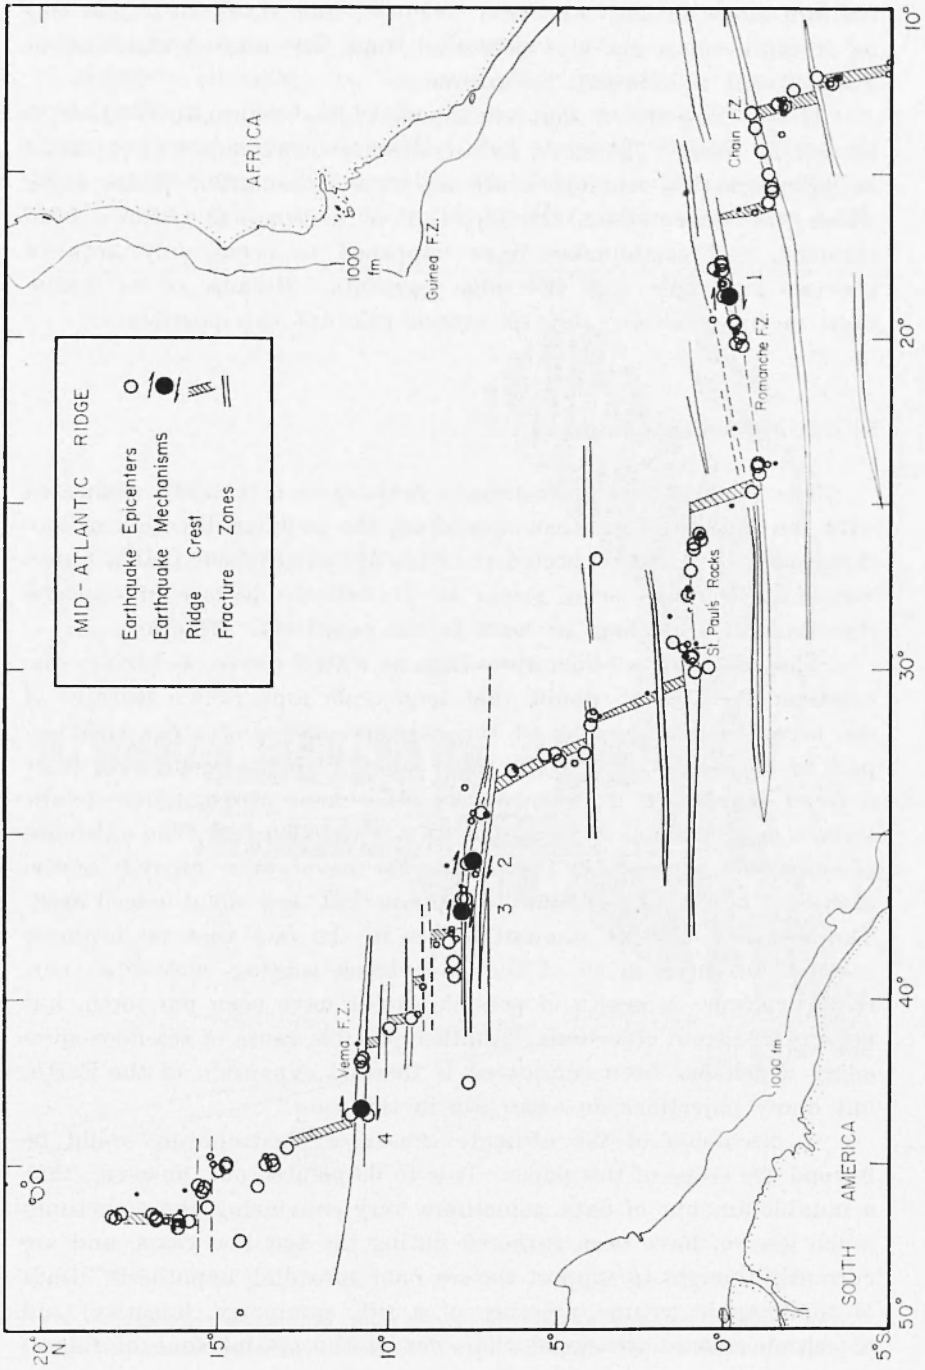 MID - ATLANTIC RIDGE
Earthquake Epicenters
Earthquake Mechanisms
Ridge Crest
Fracture Zones
AFRICA
1000
fm
Guinea F.Z.
Chain F.Z.
1
Romanche F.Z.
St. Pauls Rocks
2
3
Vema F.Z.
4
1000 fm
SOUTH AMERICA
20°
N
15
10
5°
0°
5°S
10°
20°
30°
40°
50°